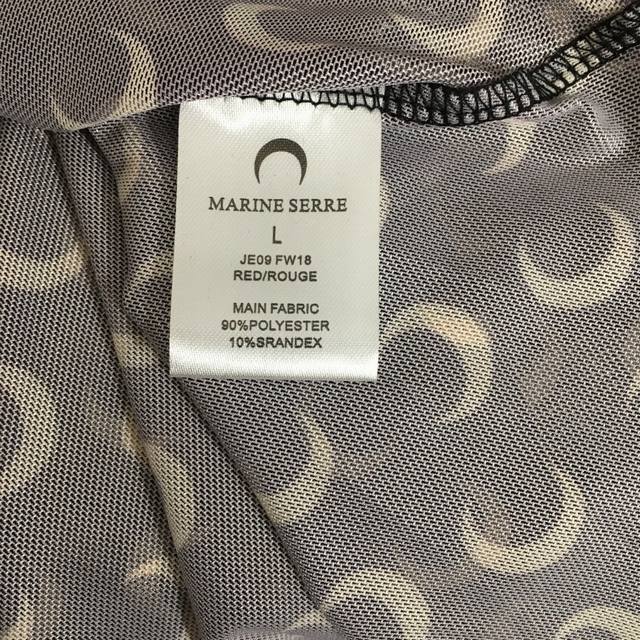 MARINE SERRE
L
JE09 FW18
RED/ROUGE
MAIN FABRIC
90%POLYESTER
10%SRANDEX